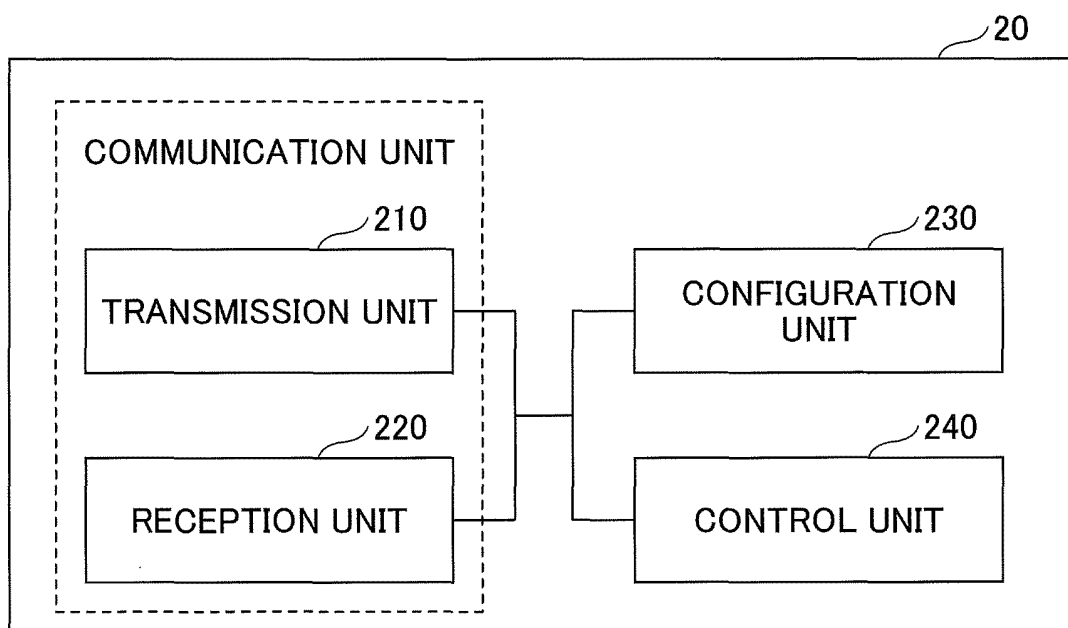 20
COMMUNICATION UNIT
210
TRANSMISSION UNIT
230
CONFIGURATION
UNIT
220
RECEPTION UNIT
240
CONTROL UNIT